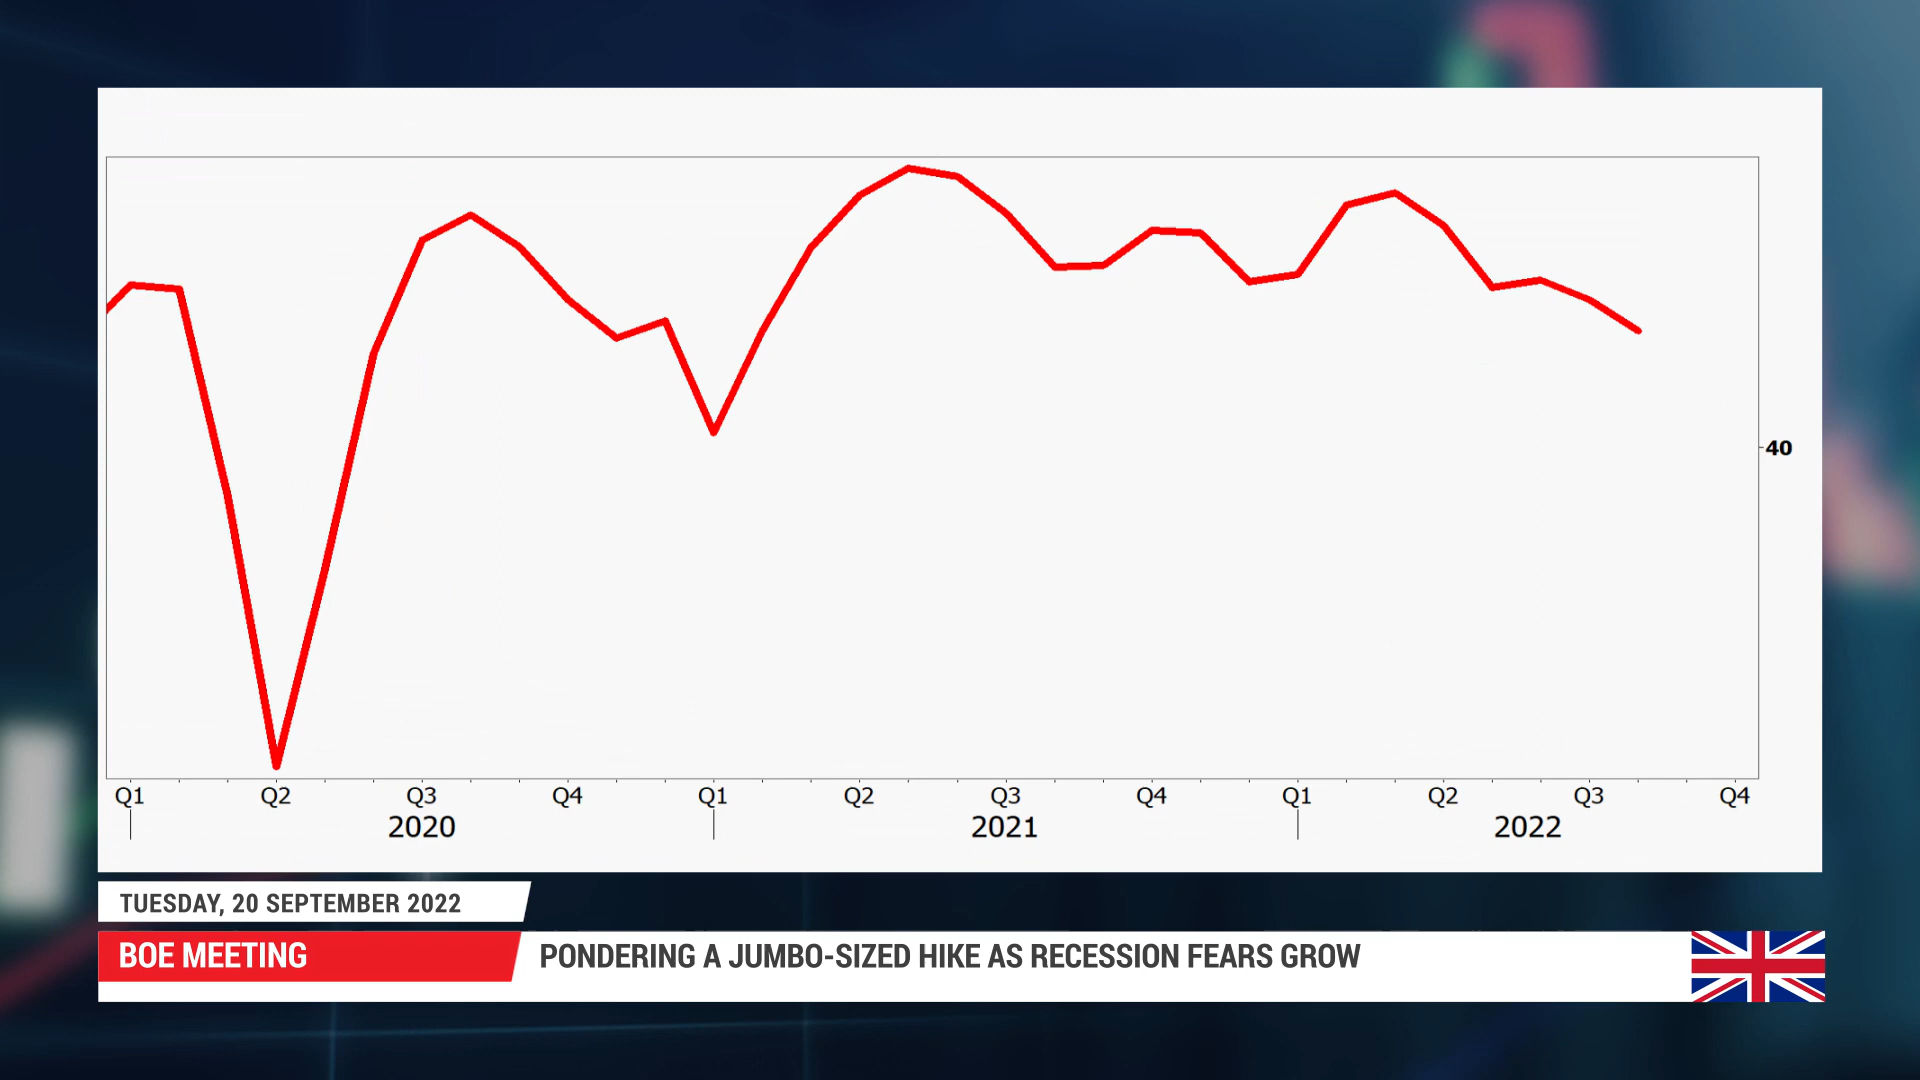 40
Q1 Q2 Q3 Q4 Q1 Q2 Q3 Q4 Q1 Q2 Q3 Q4
2020 2021 2022
TUESDAY, 20 SEPTEMBER 2022
BOE MEETING
PONDERING A JUMBO-SIZED HIKE AS RECESSION FEARS GROW